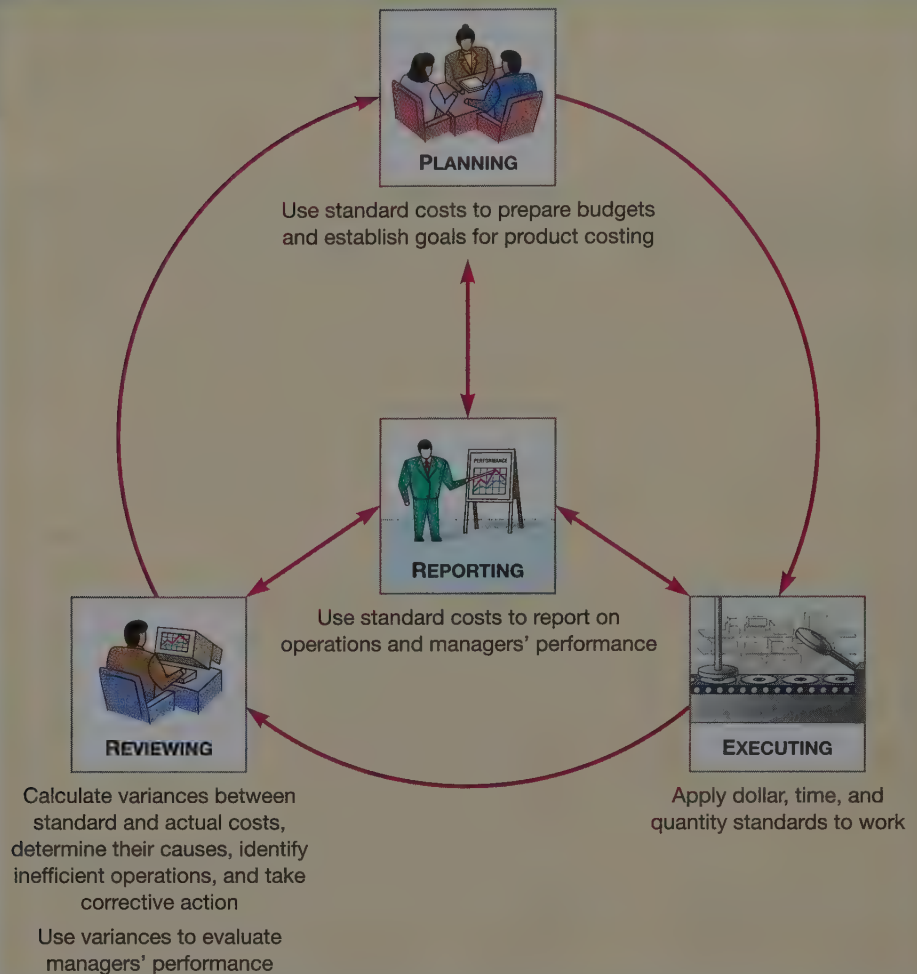 PLANNING
Use standard costs to prepare budgets
and establish goals for product costing
PERFORMANCE
REPORTING
Use standard costs to report on
operations and managers' performance
REVIEWING
Calculate variances between
standard and actual costs,
determine their causes, identify
inefficient operations, and take
corrective action
Use variances to evaluate
managers' performance
EXECUTING
Apply dollar, time, and
quantity standards to work